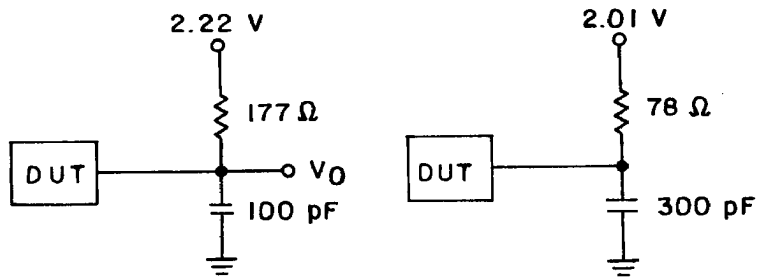 2.22 V
177 Ω
DUT
V0
100 pF
2.01 V
78 Ω
DUT
300 pF